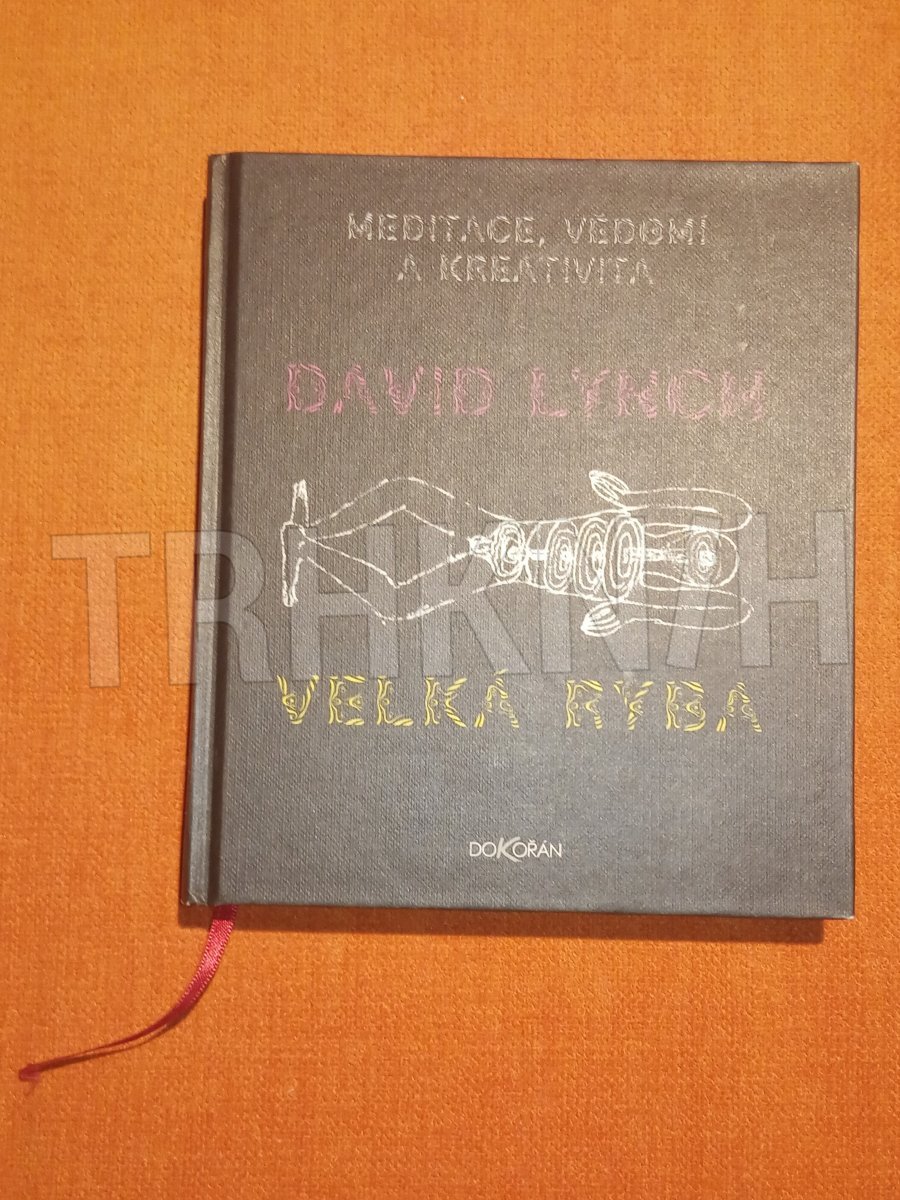 MEDITACE, VĚDOMÍ
A KREATIVITA
DAVID LYNCH
TRHKNIH
VELKÁ RYBA
DOKOŘÁN